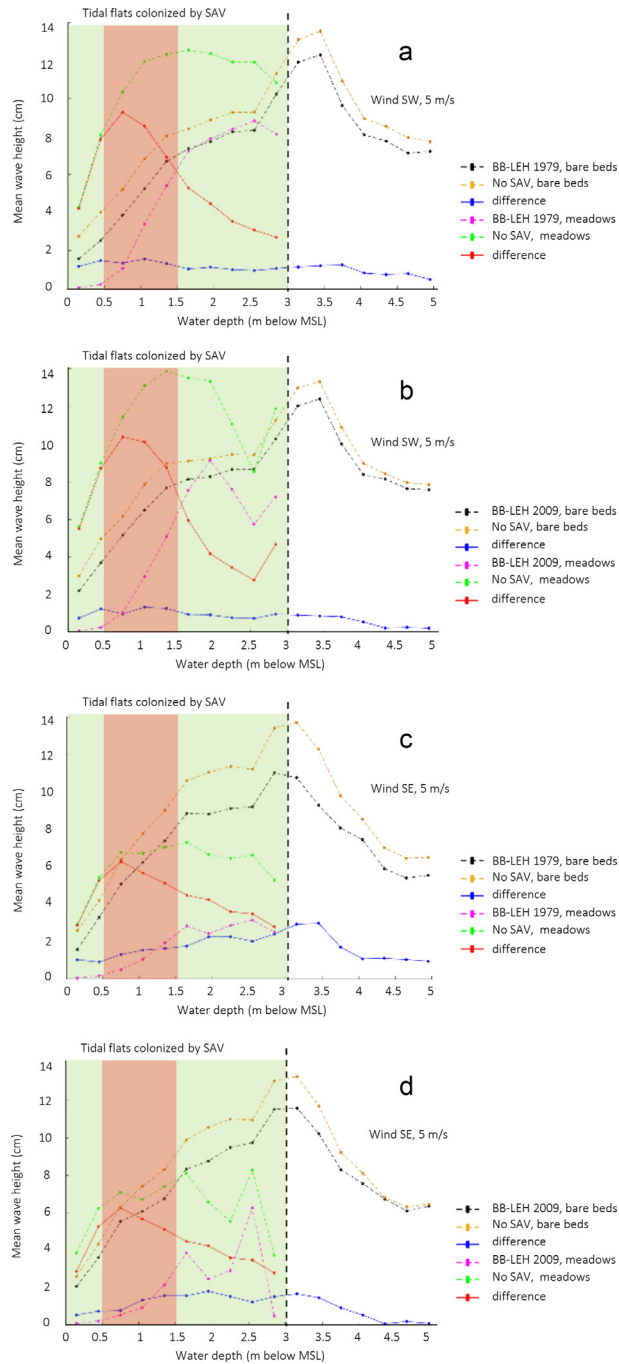 Tidal flats colonized by SAV
14
12
10
8
6
4
2
0
Mean wave height (cm)
a
Wind SW, 5 m/s
BB-LEH 1979, bare beds
No SAV, bare beds
difference
BB-LEH 1979, meadows
No SAV, meadows
difference
0 0.5 1 1.5 2 2.5 3 3.5 4 4.5 5
Water depth (m below MSL)
Tidal flats colonized by SAV
14
12
10
8
6
4
2
0
Mean wave height (cm)
b
Wind SW, 5 m/s
BB-LEH 2009, bare beds
No SAV, bare beds
difference
BB-LEH 2009, meadows
No SAV, meadows
difference
0 0.5 1 1.5 2 2.5 3 3.5 4 4.5 5
Water depth (m below MSL)
Tidal flats colonized by SAV
14
12
10
8
6
4
2
0
Mean wave height (cm)
c
Wind SE, 5 m/s
BB-LEH 1979, bare beds
No SAV, bare beds
difference
BB-LEH 1979, meadows
No SAV, meadows
difference
0 0.5 1 1.5 2 2.5 3 3.5 4 4.5 5
Water depth (m below MSL)
Tidal flats colonized by SAV
14
12
10
8
6
4
2
0
Mean wave height (cm)
d
Wind SE, 5 m/s
BB-LEH 2009, bare beds
No SAV, bare beds
difference
BB-LEH 2009, meadows
No SAV, meadows
difference
0 0.5 1 1.5 2 2.5 3 3.5 4 4.5 5
Water depth (m below MSL)